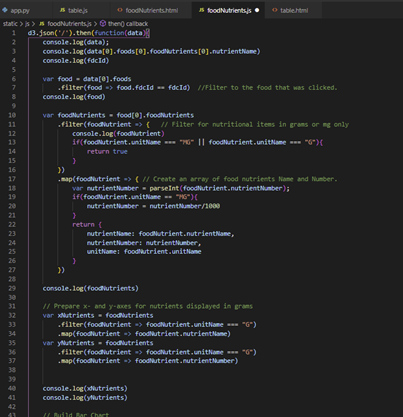 app.py table.js foodNutrients.html foodNutrients.js table.html
static > js > foodNutrients.js > then() callback
1 d3.json('/').then(function(data){
2 console.log(data);
3 console.log(data[0].foods[0].foodNutrients[0].nutrientName)
4 console.log(fdcId)
5
6 var food = data[0].foods
7 .filter(food => food.fdcId == fdcId) //Filter to the food that was clicked.
8 console.log(food)
9
10 var foodNutrients = food[0].foodNutrients
11 .filter(foodNutrient => { // Filter for nutritional items in grams or mg only
12 console.log(foodNutrient)
13 if(foodNutrient.unitName === "MG" || foodNutrient.unitName === "G"){
14 return true
15 }
16 })
17 .map(foodNutrient => { // Create an array of food nutrients Name and Number.
18 var nutrientNumber = parseInt(foodNutrient.nutrientNumber);
19 if(foodNutrient.unitName == "MG"){
20 nutrientNumber = nutrientNumber/1000
21 }
22 return {
23 nutrientName: foodNutrient.nutrientName,
24 nutrientNumber: nutrientNumber,
25 unitName: foodNutrient.unitName
26 }
27 })
28
29 console.log(foodNutrients)
30
31 // Prepare x- and y-axes for nutrients displayed in grams
32 var xNutrients = foodNutrients
33 .filter(foodNutrient => foodNutrient.unitName === "G")
34 .map(foodNutrient => foodNutrient.nutrientName)
35 var yNutrients = foodNutrients
36 .filter(foodNutrient => foodNutrient.unitName === "G")
37 .map(foodNutrient => foodNutrient.nutrientNumber)
38
39
40 console.log(xNutrients)
41 console.log(yNutrients)
42
43 // Build Bar Chart